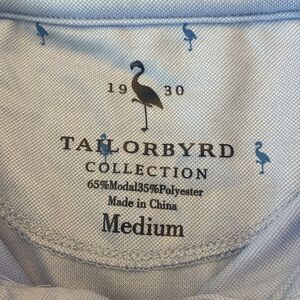 19 30
TAILORBYRD
COLLECTION
65%Modal35%Polyester
Made in China
Medium